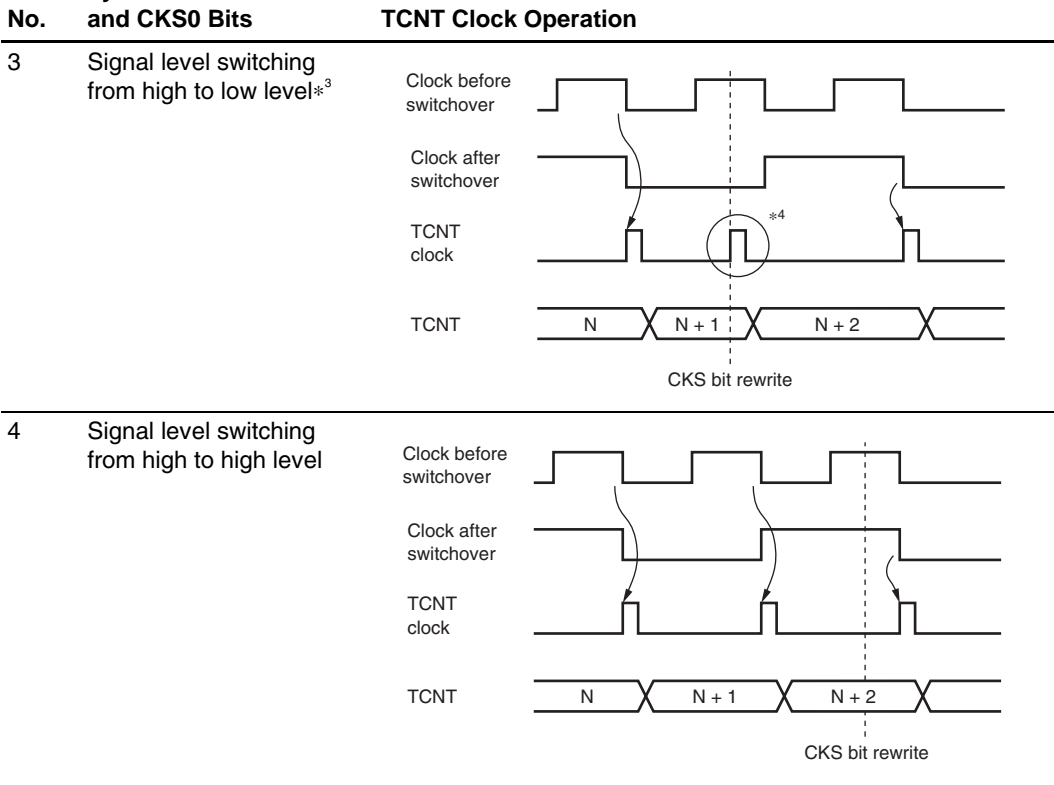 No. and CKS0 Bits TCNT Clock Operation
3 Signal level switching
from high to low level*³
Clock before
switchover
Clock after
switchover
TCNT
clock
*⁴
TCNT N N + 1 N + 2
CKS bit rewrite
4 Signal level switching
from high to high level
Clock before
switchover
Clock after
switchover
TCNT
clock
TCNT N N + 1 N + 2
CKS bit rewrite